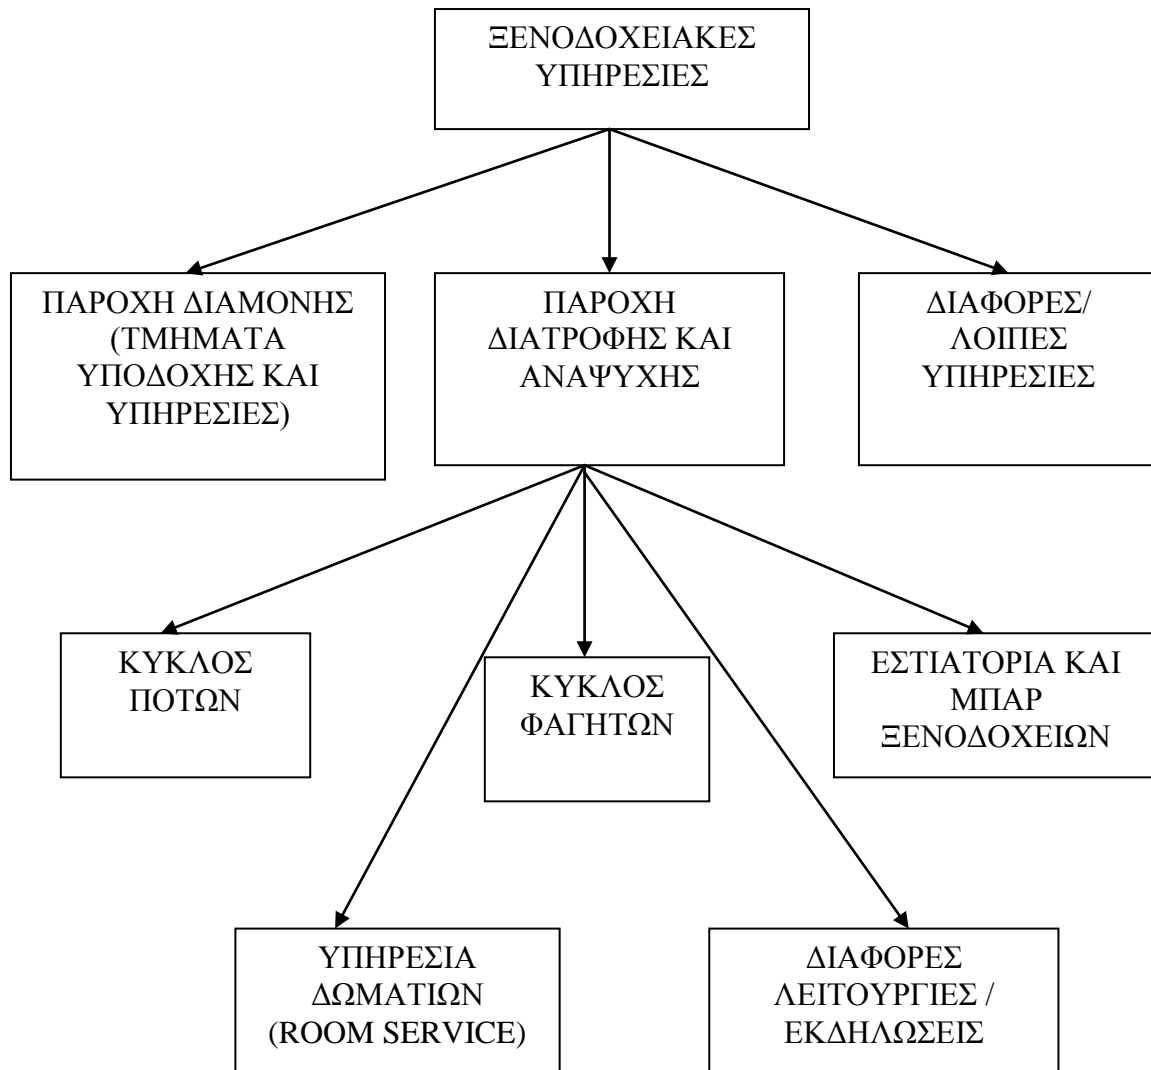 ΞΕΝΟΔΟΧΕΙΑΚΕΣ
ΥΠΗΡΕΣΙΕΣ
ΠΑΡΟΧΗ ΔΙΑΜΟΝΗΣ
(ΤΜΗΜΑΤΑ
ΥΠΟΔΟΧΗΣ ΚΑΙ
ΥΠΗΡΕΣΙΕΣ)
ΠΑΡΟΧΗ
ΔΙΑΤΡΟΦΗΣ ΚΑΙ
ΑΝΑΨΥΧΗΣ
ΔΙΑΦΟΡΕΣ/
ΛΟΙΠΕΣ
ΥΠΗΡΕΣΙΕΣ
ΚΥΚΛΟΣ
ΠΟΤΩΝ
ΚΥΚΛΟΣ
ΦΑΓΗΤΩΝ
ΕΣΤΙΑΤΟΡΙΑ ΚΑΙ
ΜΠΑΡ
ΞΕΝΟΔΟΧΕΙΩΝ
ΥΠΗΡΕΣΙΑ
ΔΩΜΑΤΙΩΝ
(ROOM SERVICE)
ΔΙΑΦΟΡΕΣ
ΛΕΙΤΟΥΡΓΙΕΣ /
ΕΚΔΗΛΩΣΕΙΣ